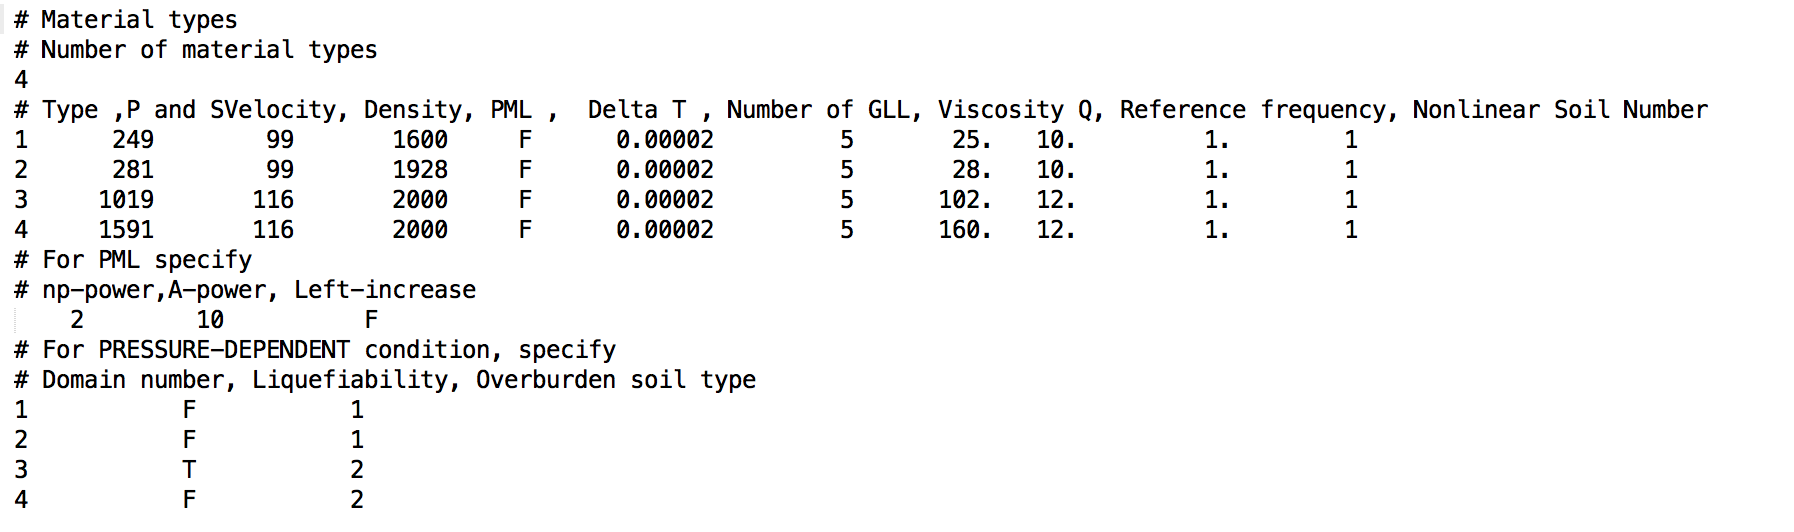 # Material types
# Number of material types
4
# Type ,P and SVelocity, Density, PML ,  Delta T , Number of GLL, Viscosity Q, Reference frequency, Nonlinear Soil Number
1      249        99       1600     F      0.00002         5       25.   10.         1.        1
2      281        99       1928     F      0.00002         5       28.   10.         1.        1
3     1019       116       2000     F      0.00002         5      102.   12.         1.        1
4     1591       116       2000     F      0.00002         5      160.   12.         1.        1
# For PML specify
# np-power,A-power, Left-increase
    2        10          F
# For PRESSURE-DEPENDENT condition, specify
# Domain number, Liquefiability, Overburden soil type
1           F           1
2           F           1
3           T           2
4           F           2